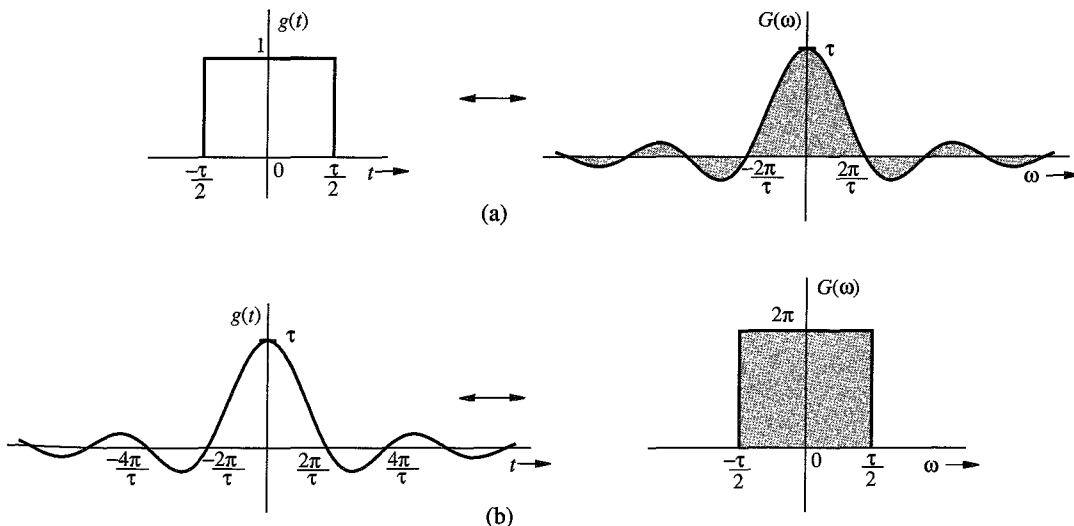 g(t)
1
-τ/2
0
τ/2
t
G(ω)
τ
-2π/τ
2π/τ
ω
(a)
g(t)
τ
-4π/τ
-2π/τ
2π/τ
4π/τ
t
G(ω)
2π
-τ/2
0
τ/2
ω
(b)